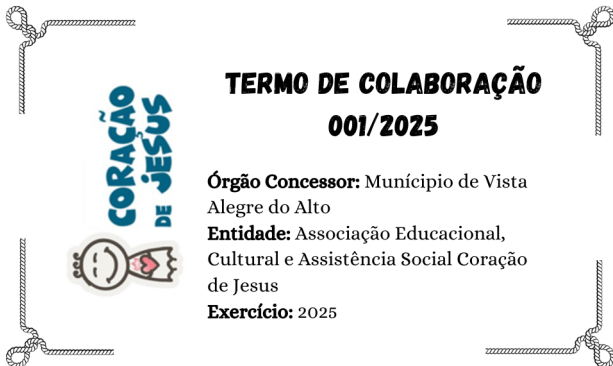 CORAÇÃO
DE JESUS
TERMO DE COLABORAÇÃO
001/2025
Órgão Concessor: Munícipio de Vista
Alegre do Alto
Entidade: Associação Educacional,
Cultural e Assistência Social Coração
de Jesus
Exercício: 2025